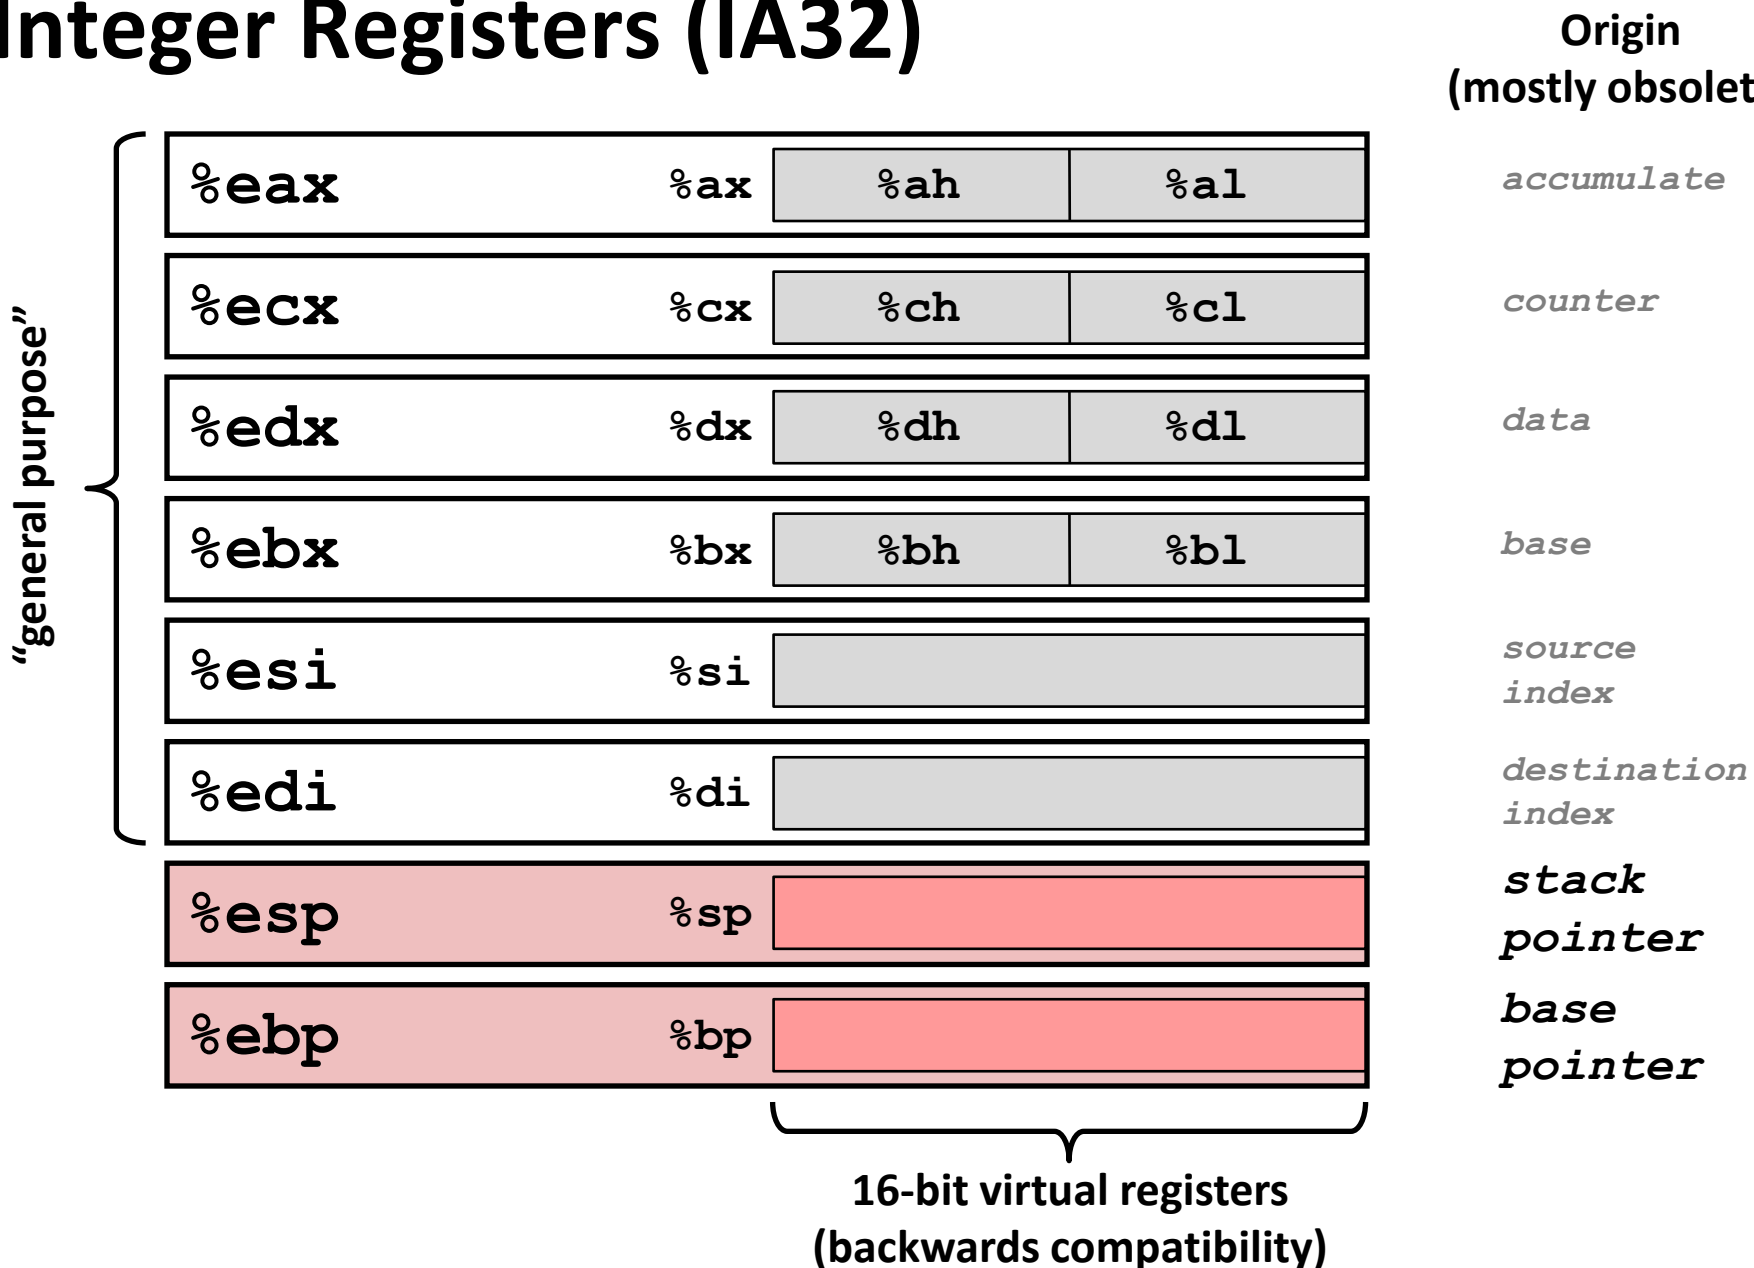 Integer Registers (IA32)
Origin
(mostly obsolet
%eax %ax %ah %al accumulate
%ecx %cx %ch %cl counter
%edx %dx %dh %dl data
%ebx %bx %bh %bl base
%esi %si source
index
%edi %di destination
index
%esp %sp stack
pointer
%ebp %bp base
pointer
“general purpose”
16-bit virtual registers
(backwards compatibility)